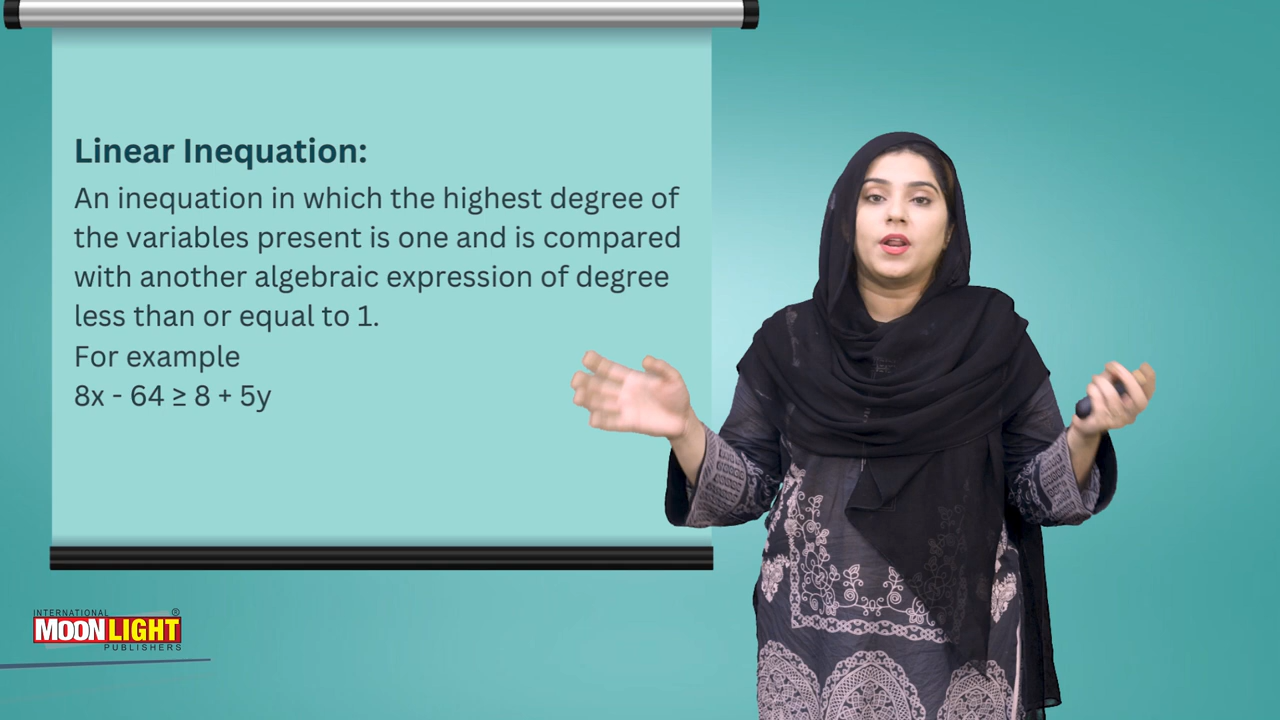 Linear Inequation:
An inequation in which the highest degree of
the variables present is one and is compared
with another algebraic expression of degree
less than or equal to 1.
For example
8x - 64 ≥ 8 + 5y
INTERNATIONAL ®
MOONLIGHT
PUBLISHERS